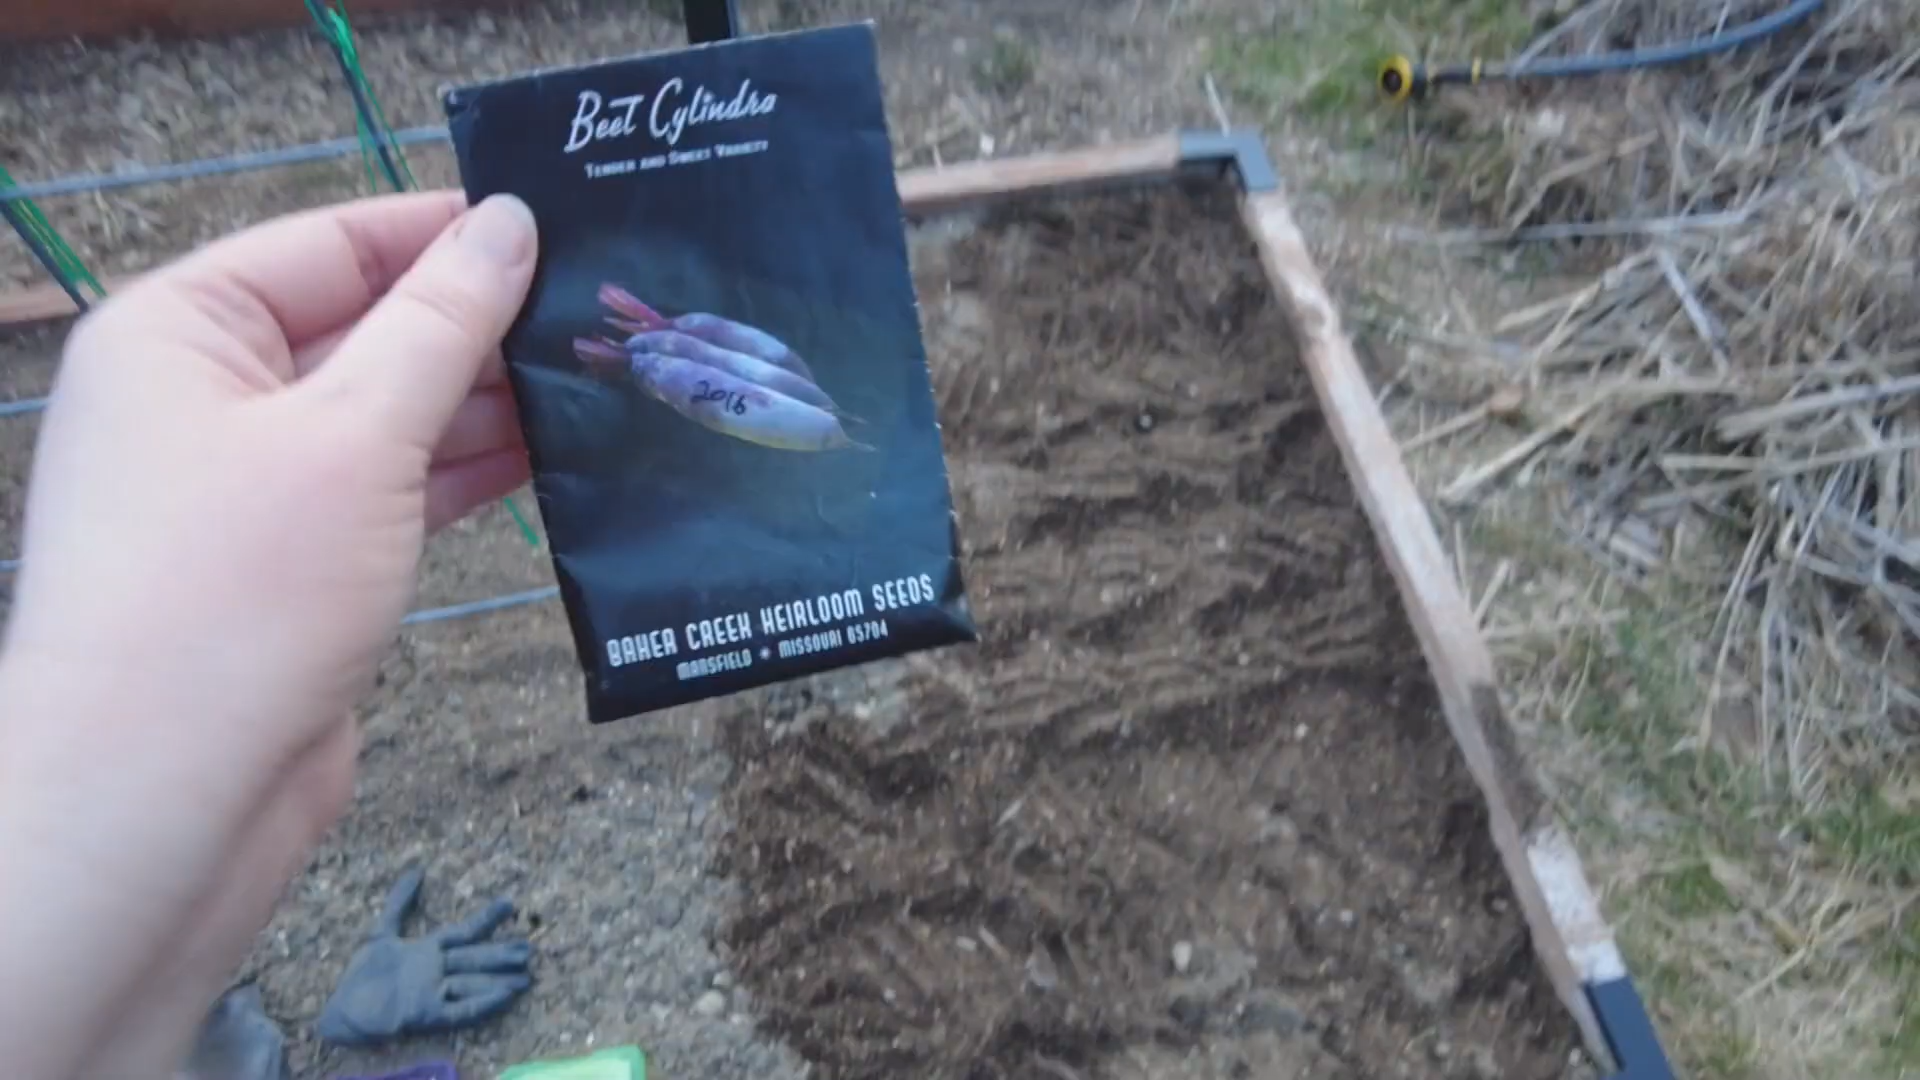 Beet Cylindra
Tender and Sweet Variety
2016
BAKER CREEK HEIRLOOM SEEDS
MANSFIELD * MISSOURI 65704